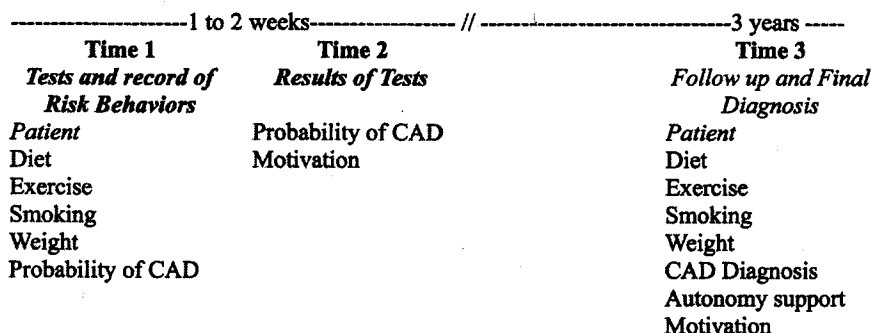 -----------------------1 to 2 weeks------------------- // ---------------------------------3 years -----
Time 1 Time 2 Time 3
Tests and record of Results of Tests Follow up and Final
Risk Behaviors Diagnosis
Patient Probability of CAD Patient
Diet Motivation Diet
Exercise Exercise
Smoking Smoking
Weight Weight
Probability of CAD CAD Diagnosis
Autonomy support
Motivation